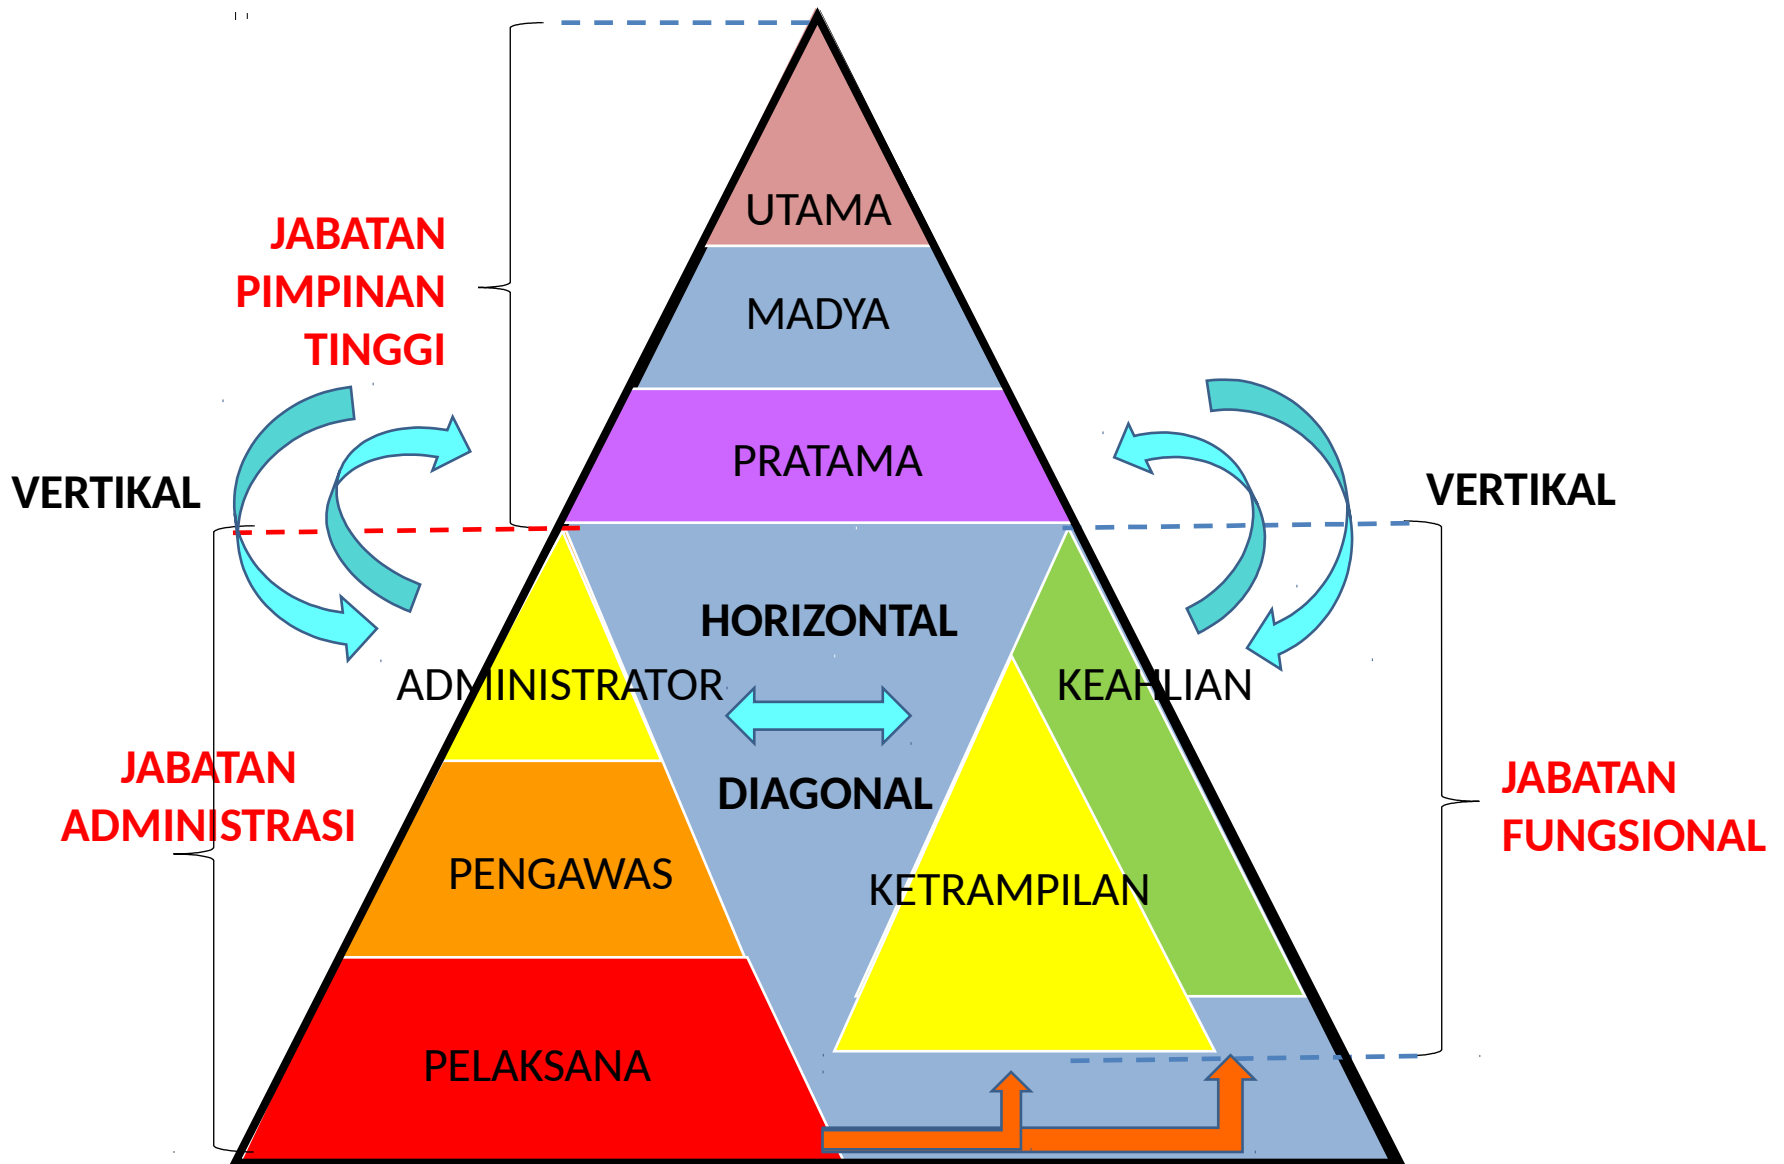 UTAMA
JABATAN
PIMPINAN
TINGGI
MADYA
PRATAMA
VERTIKAL
VERTIKAL
HORIZONTAL
ADMINISTRATOR
KEAHLIAN
JABATAN
ADMINISTRASI
DIAGONAL
JABATAN
FUNGSIONAL
PENGAWAS
KETRAMPILAN
PELAKSANA